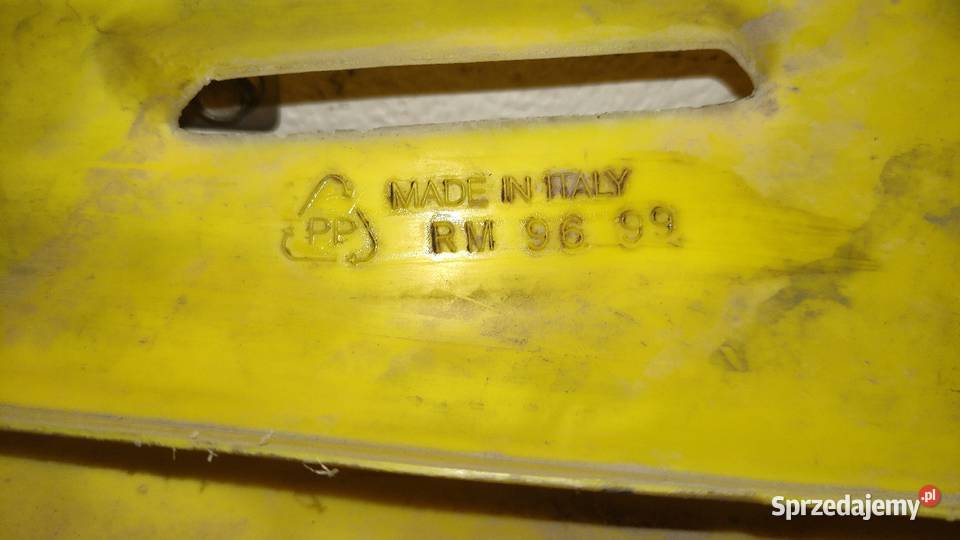 MADE IN ITALY
PP
RM 96 99
Sprzedajemy.pl